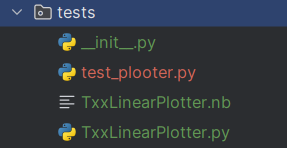 tests
__init__.py
test_plooter.py
TxxLinearPlotter.nb
TxxLinearPlotter.py